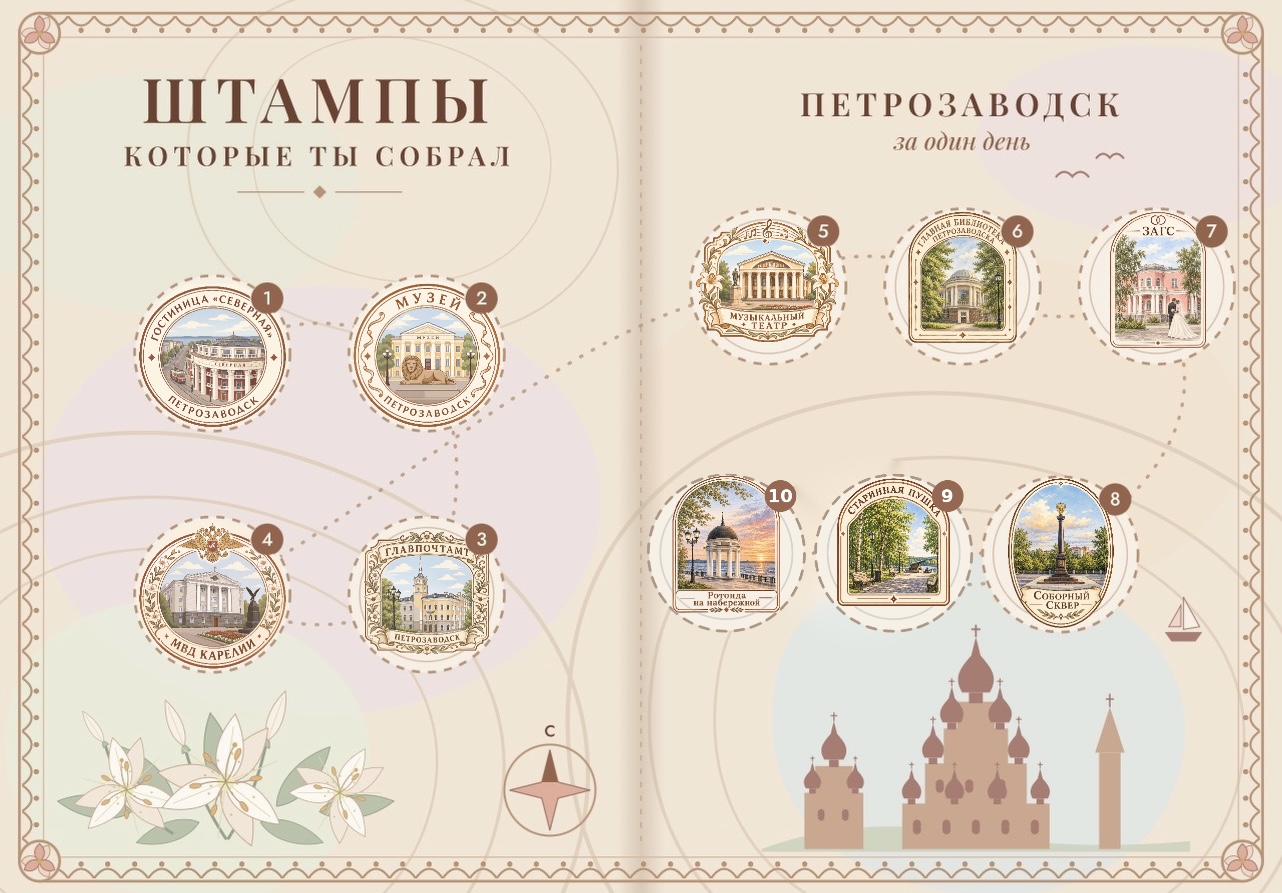 ШТАМПЫ
КОТОРЫЕ ТЫ СОБРАЛ
1
ГОСТИНИЦА «СЕВЕРНАЯ»
СЕВЕРНАЯ
ПЕТРОЗАВОДСК
2
МУЗЕЙ
МУЗЕЙ
ПЕТРОЗАВОДСК
4
МВД КАРЕЛИИ
3
ГЛАВПОЧТАМТ
ПЕТРОЗАВОДСК
С
ПЕТРОЗАВОДСК
за один день
5
МУЗЫКАЛЬНЫЙ
ТЕАТР
6
ГЛАВНАЯ БИБЛИОТЕКА
ПЕТРОЗАВОДСКА
7
ЗАГС
10
Ротонда
на набережной
9
СТАРИННАЯ ПУШКА
8
СОБОРНЫЙ
СКВЕР